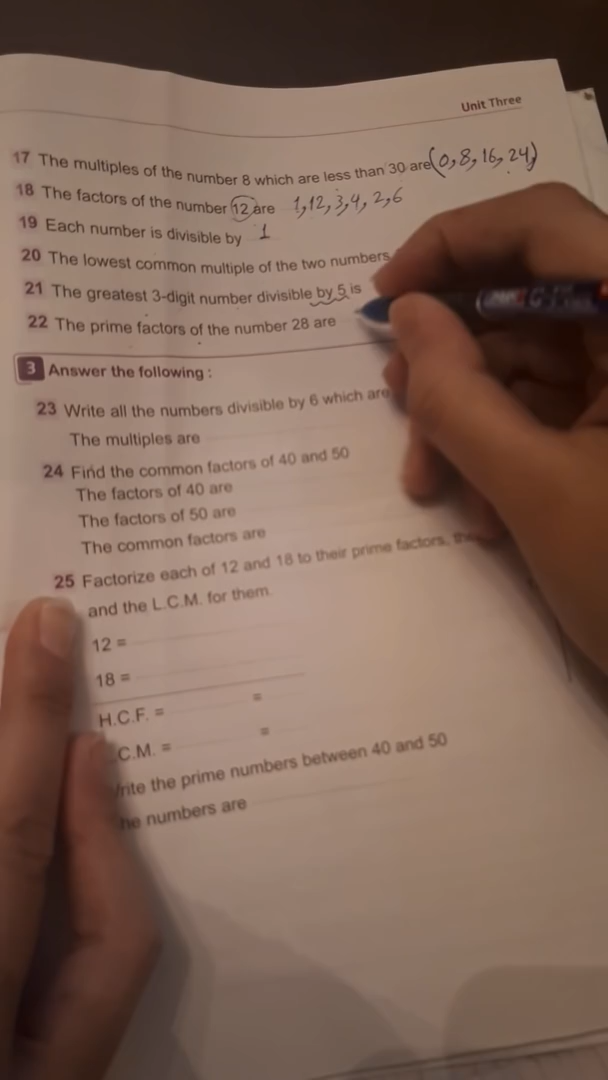 Unit Three
17 The multiples of the number 8 which are less than 30 are (0, 8, 16, 24)
18 The factors of the number 12 are 1, 12, 3, 4, 2, 6
19 Each number is divisible by 1
20 The lowest common multiple of the two numbers
21 The greatest 3-digit number divisible by 5 is
22 The prime factors of the number 28 are
3 Answer the following :
23 Write all the numbers divisible by 6 which are
The multiples are
24 Find the common factors of 40 and 50
The factors of 40 are
The factors of 50 are
The common factors are
25 Factorize each of 12 and 18 to their prime factors,
and the L.C.M. for them
12 =
18 =
H.C.F. = =
.C.M. = =
rite the prime numbers between 40 and 50
he numbers are